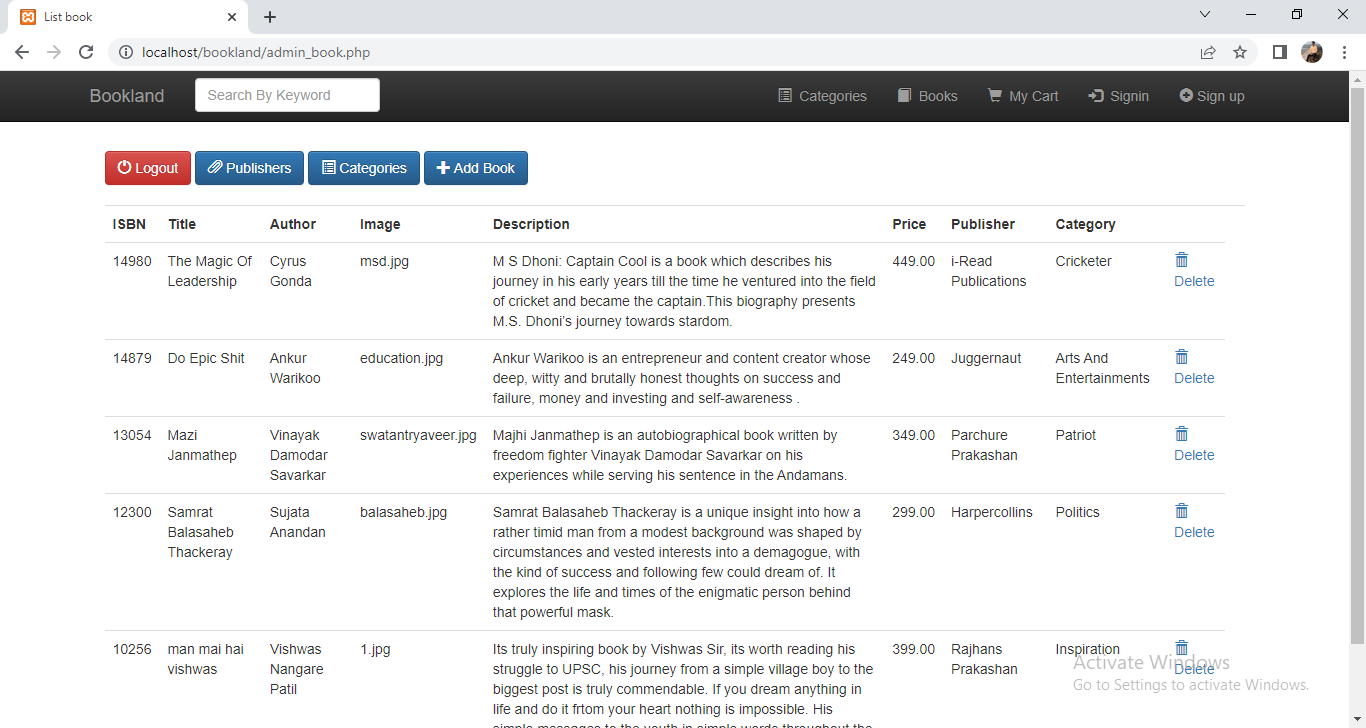 List book
localhost/bookland/admin_book.php
Bookland Search By Keyword Categories Books My Cart Signin Sign up
Logout Publishers Categories Add Book
ISBN Title Author Image Description Price Publisher Category
14980 The Magic Of Cyrus msd.jpg M S Dhoni: Captain Cool is a book which describes his 449.00 i-Read Cricketer
Leadership Gonda journey in his early years till the time he ventured into the field Publications Delete
of cricket and became the captain.This biography presents
M.S. Dhoni's journey towards stardom.
14879 Do Epic Shit Ankur education.jpg Ankur Warikoo is an entrepreneur and content creator whose 249.00 Juggernaut Arts And
Warikoo deep, witty and brutally honest thoughts on success and Entertainments Delete
failure, money and investing and self-awareness .
13054 Mazi Vinayak swatantryaveer.jpg Majhi Janmathep is an autobiographical book written by 349.00 Parchure Patriot
Janmathep Damodar freedom fighter Vinayak Damodar Savarkar on his Prakashan Delete
Savarkar experiences while serving his sentence in the Andamans.
12300 Samrat Sujata balasaheb.jpg Samrat Balasaheb Thackeray is a unique insight into how a 299.00 Harpercollins Politics
Balasaheb Anandan rather timid man from a modest background was shaped by Delete
Thackeray circumstances and vested interests into a demagogue, with
the kind of success and following few could dream of. It
explores the life and times of the enigmatic person behind
that powerful mask.
10256 man mai hai Vishwas 1.jpg Its truly inspiring book by Vishwas Sir, its worth reading his 399.00 Rajhans Inspiration
vishwas Nangare struggle to UPSC, his journey from a simple village boy to the Prakashan Delete
Patil biggest post is truly commendable. If you dream anything in
life and do it frtom your heart nothing is impossible. His
simple messages to the youth in simple words throughout the
Activate Windows
Go to Settings to activate Windows.